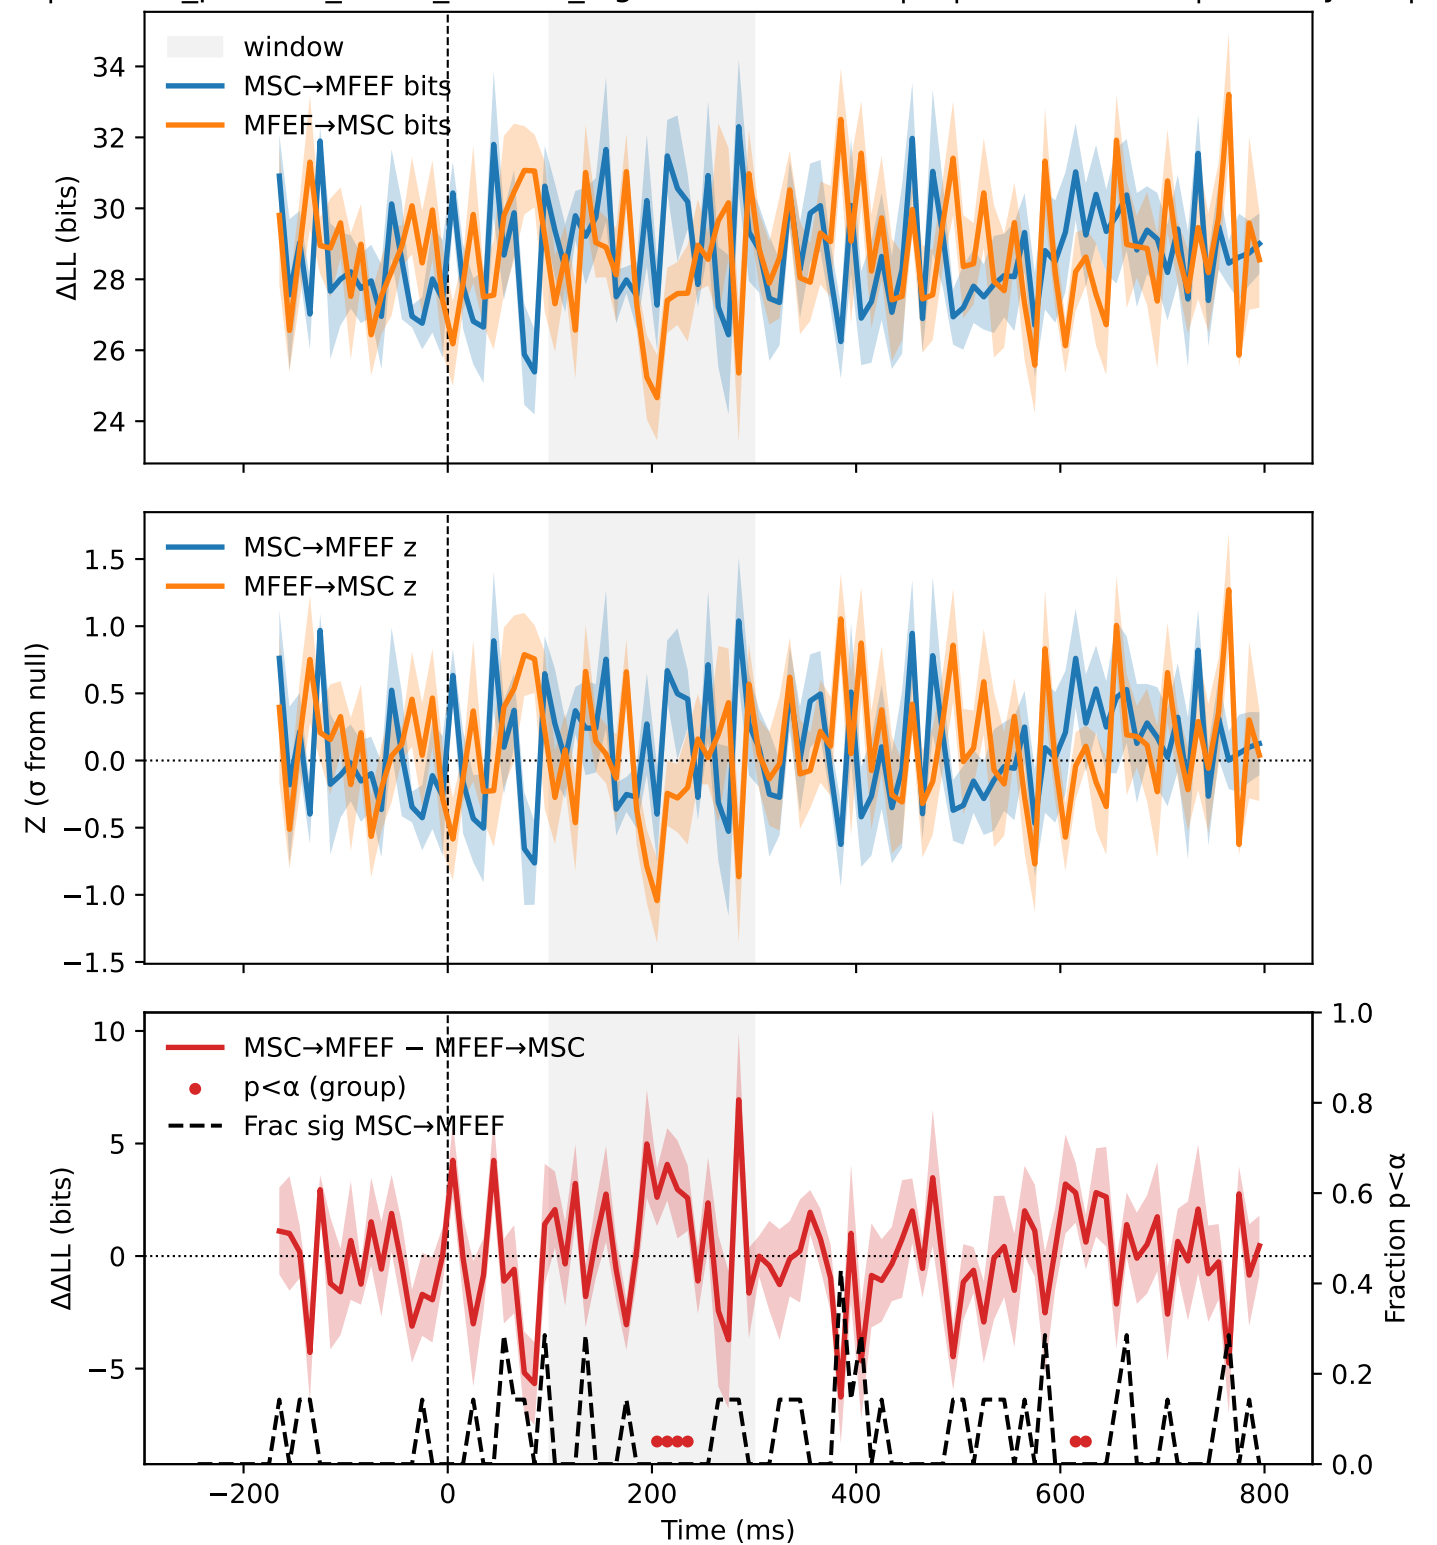 window
MSC→MFEF bits
MFEF→MSC bits
34
32
30
28
26
24
ΔLL (bits)
MSC→MFEF z
MFEF→MSC z
1.5
1.0
0.5
0.0
−0.5
−1.0
−1.5
Z (σ from null)
MSC→MFEF − MFEF→MSC
p<α (group)
Frac sig MSC→MFEF
10
5
0
−5
ΔΔLL (bits)
1.0
0.8
0.6
0.4
0.2
0.0
Fraction p<α
−200 0 200 400 600 800
Time (ms)